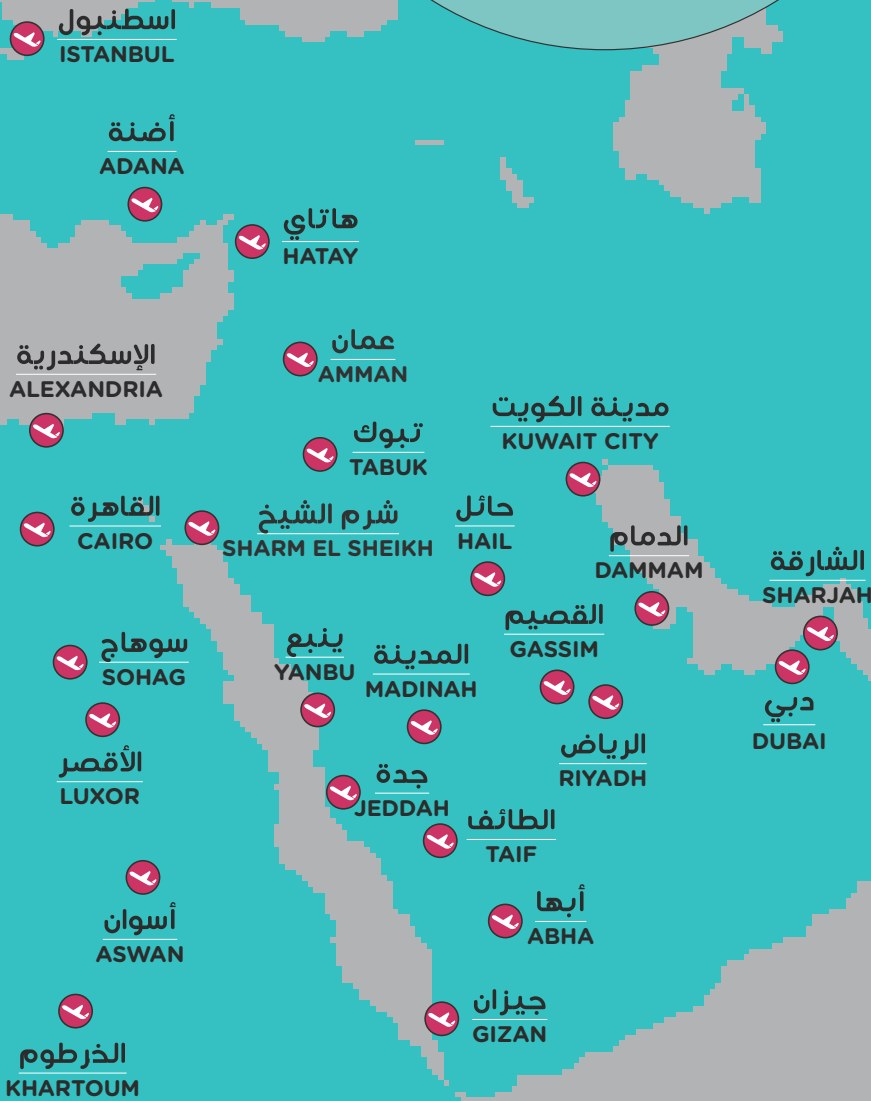 اسطنبول
ISTANBUL
أضنة
ADANA
هاتاي
HATAY
عمان
AMMAN
الإسكندرية
ALEXANDRIA
مدينة الكويت
KUWAIT CITY
تبوك
TABUK
القاهرة
CAIRO
شرم الشيخ
SHARM EL SHEIKH
حائل
HAIL
الدمام
DAMMAM
الشارقة
SHARJAH
القصيم
GASSIM
سوهاج
SOHAG
ينبع
YANBU
المدينة
MADINAH
دبي
DUBAI
الرياض
RIYADH
الأقصر
LUXOR
جدة
JEDDAH
الطائف
TAIF
أبها
ABHA
أسوان
ASWAN
جيزان
GIZAN
الخرطوم
KHARTOUM